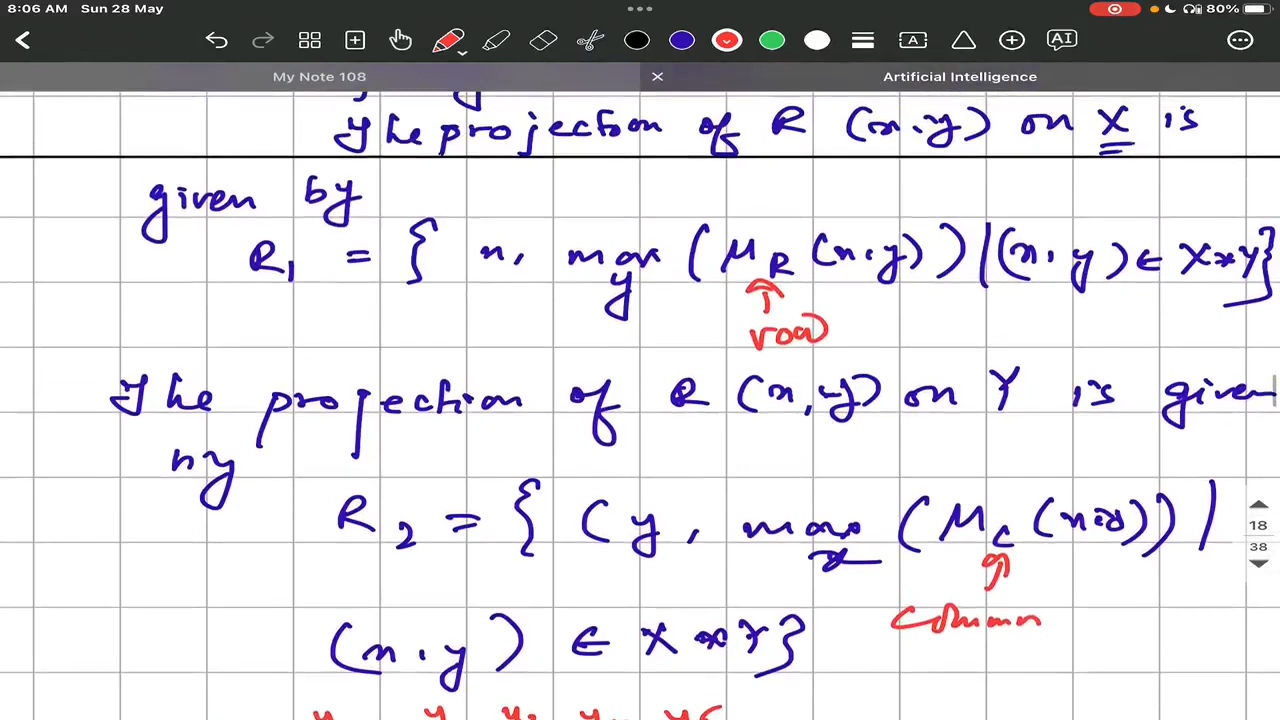 8:06 AM Sun 28 May
80%
My Note 108
Artificial Intelligence
The projection of R (x,y) on X is
given by
R1 = { x, max y (μR (x,y)) | (x,y) ∈ X*Y}
row
The projection of R (x,y) on Y is given
by
R2 = { (y, max x (μc (x,y)) |
column
(x,y) ∈ X * Y}
18
38